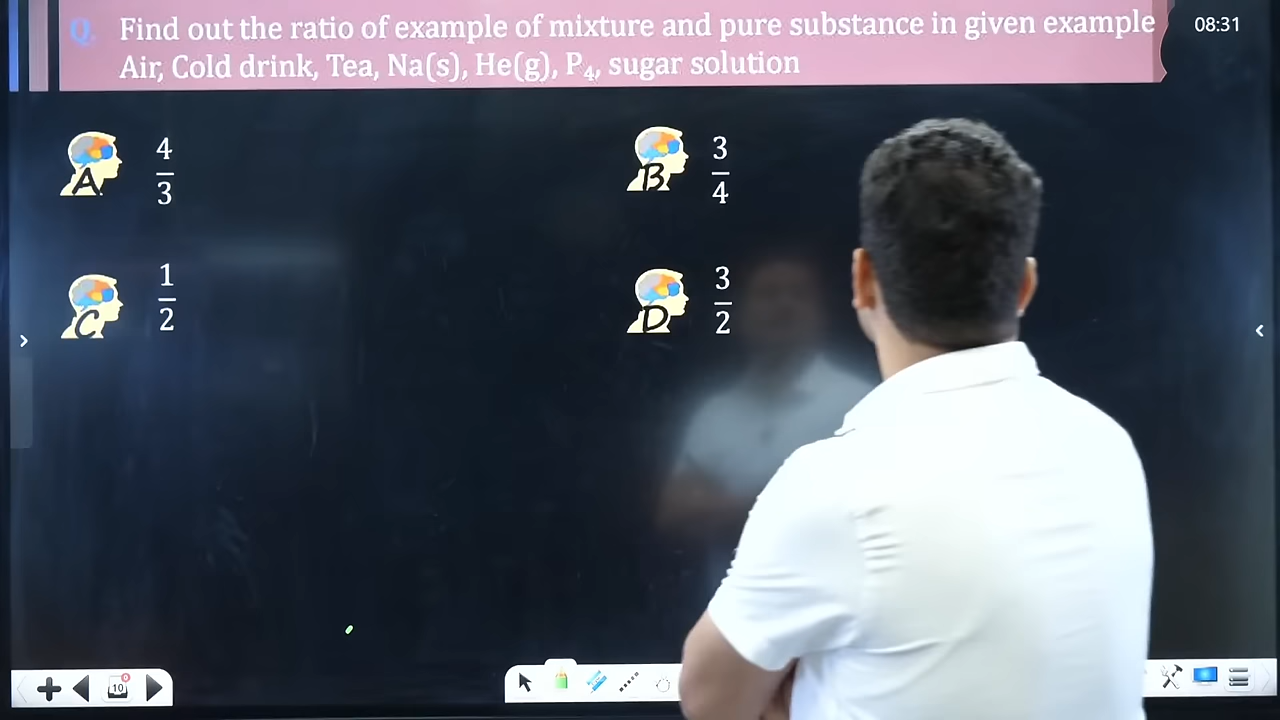 Q. Find out the ratio of example of mixture and pure substance in given example
Air, Cold drink, Tea, Na(s), He(g), P₄, sugar solution
08:31
A. 4/3
B. 3/4
C 1/2
D 3/2
10